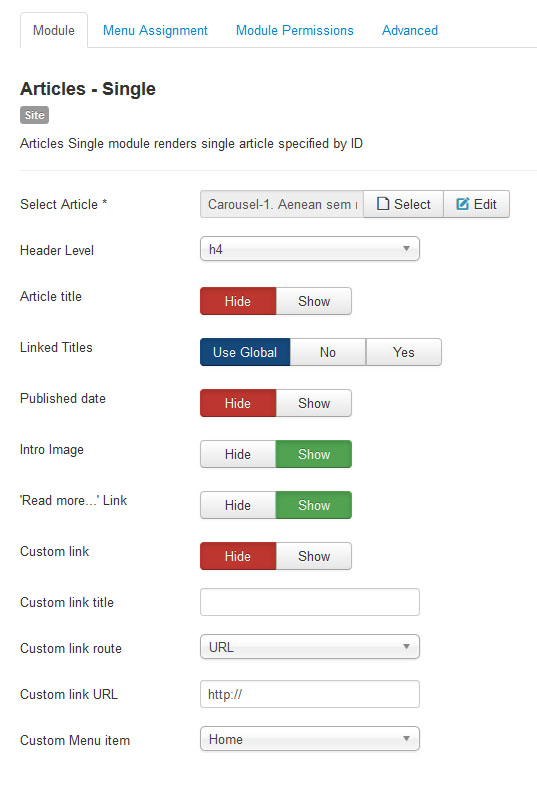 Module Menu Assignment Module Permissions Advanced
Articles - Single
Site
Articles Single module renders single article specified by ID
Select Article * Carousel-1. Aenean sem Select Edit
Header Level h4
Article title Hide Show
Linked Titles Use Global No Yes
Published date Hide Show
Intro Image Hide Show
'Read more...' Link Hide Show
Custom link Hide Show
Custom link title
Custom link route URL
Custom link URL http://
Custom Menu item Home